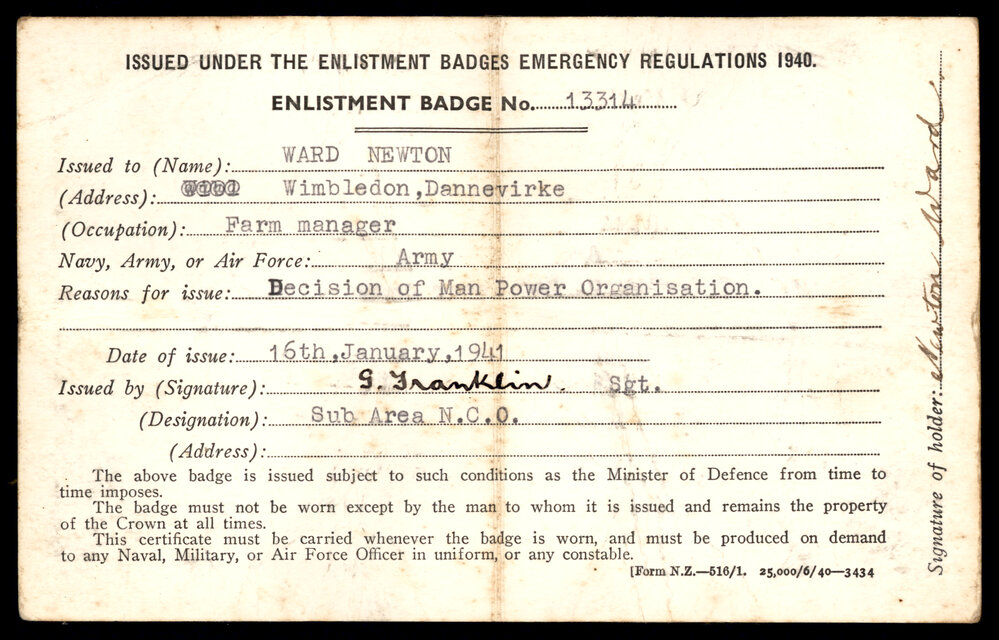 ISSUED UNDER THE ENLISTMENT BADGES EMERGENCY REGULATIONS 1940.
ENLISTMENT BADGE No. 13314
Issued to (Name): WARD NEWTON
(Address): Wimbledon, Dannevirke
(Occupation): Farm manager
Navy, Army, or Air Force: Army
Reasons for issue: Decision of Man Power Organisation.
Date of issue: 16th, January, 1941
Issued by (Signature): G. Franklin. Sgt.
(Designation): Sub Area N.C.O.
(Address):
The above badge is issued subject to such conditions as the Minister of Defence from time to
time imposes.
The badge must not be worn except by the man to whom it is issued and remains the property
of the Crown at all times.
This certificate must be carried whenever the badge is worn, and must be produced on demand
to any Naval, Military, or Air Force Officer in uniform, or any constable.
[Form N.Z.—516/1. 25,000/6/40—3434
Signature of holder: Newton Ward.